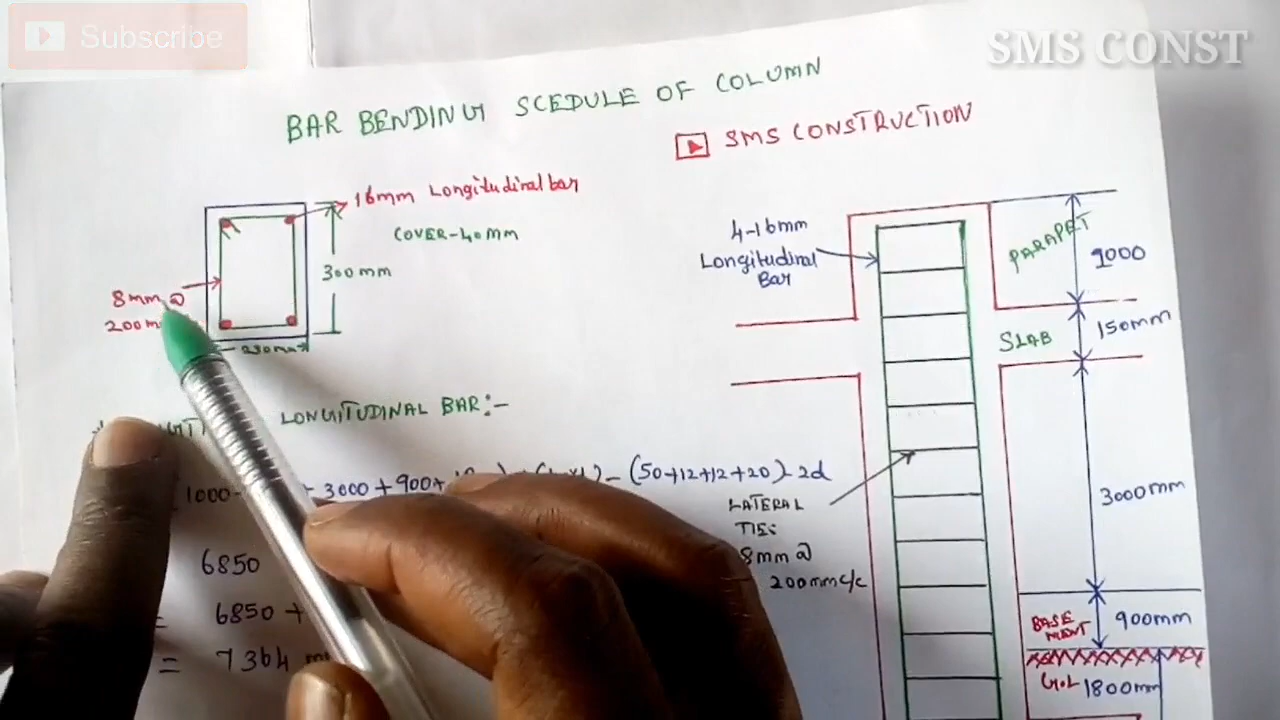 Subscribe
SMS CONST
BAR BENDING SCEDULE OF COLUMN
SMS CONSTRUCTION
16mm Longitudinal bar
COVER-40mm
300mm
8mm @
230mm
4-16mm
Longitudinal
Bar
PARAPET
1000
SLAB
150mm
LONGITUDINAL BAR:-
3000+900+
-(50+12+12+20)-2d
1000-
LATERAL
TIES
8mm @
200mm c/c
3000mm
6850
6850 +
= 7364
BASE
MENT
900mm
G.L
1800mm